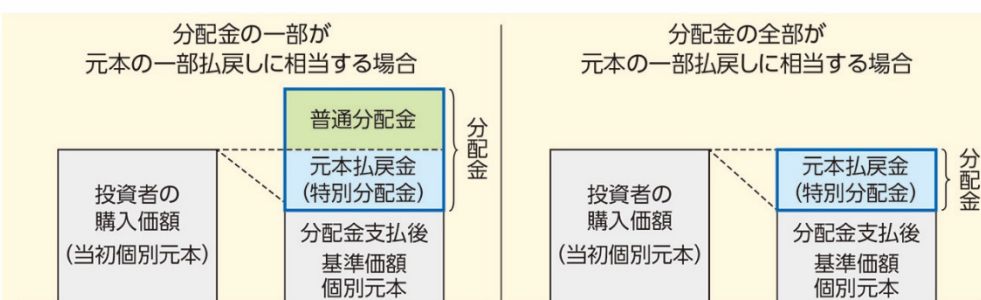 分配金の一部が
元本の一部払戻しに相当する場合
普通分配金
元本払戻金
(特別分配金)
分配金
投資者の
購入価額
(当初個別元本)
分配金支払後
基準価額
個別元本
分配金の全部が
元本の一部払戻しに相当する場合
元本払戻金
(特別分配金)
分配金
投資者の
購入価額
(当初個別元本)
分配金支払後
基準価額
個別元本